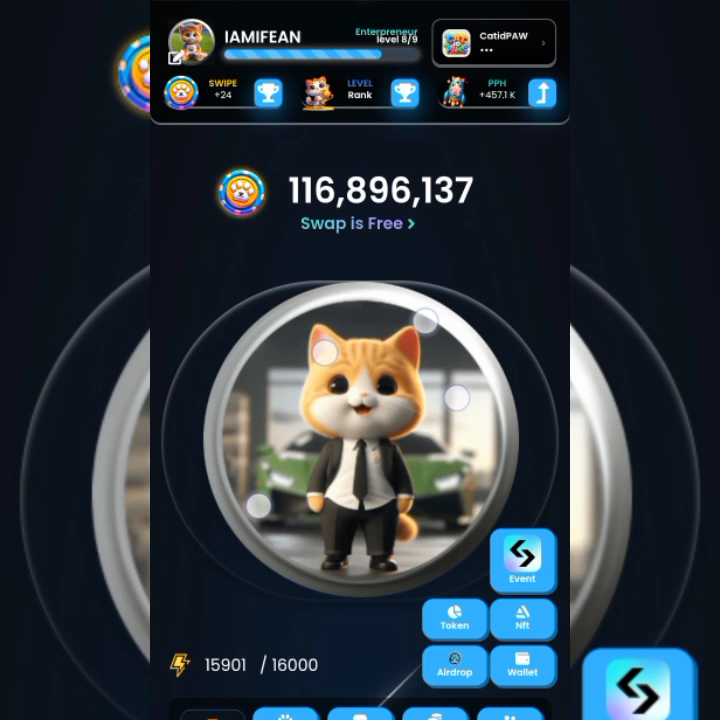 IAMIFEAN
Enterpreneur
level 8/9
CatidPAW
...
SWIPE
+24
LEVEL
Rank
PPH
+457.1 K
116,896,137
Swap is Free >
Event
Token
Nft
15901 / 16000
Airdrop
Wallet